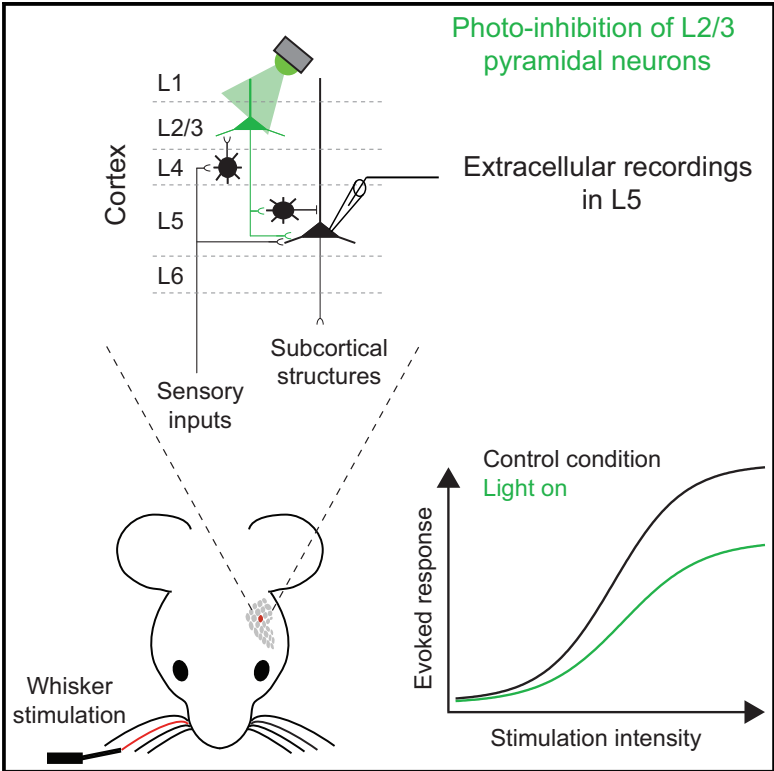 Photo-inhibition of L2/3
pyramidal neurons
L1
L2/3
L4
L5
L6
Cortex
Extracellular recordings
in L5
Subcortical
structures
Sensory
inputs
Whisker
stimulation
Control condition
Light on
Evoked response
Stimulation intensity